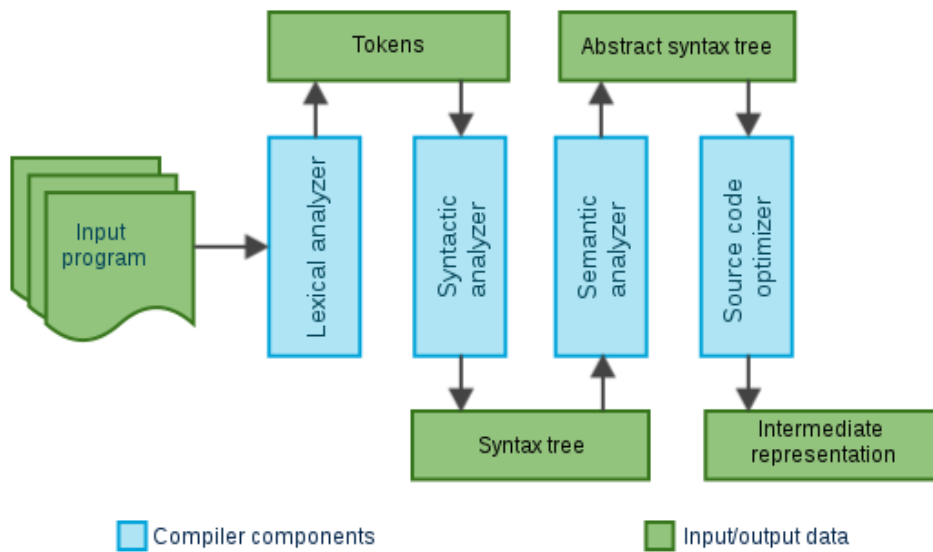 Tokens
Abstract syntax tree
Input
program
Lexical analyzer
Syntactic
analyzer
Semantic
analyzer
Source code
optimizer
Syntax tree
Intermediate
representation
Compiler components
Input/output data